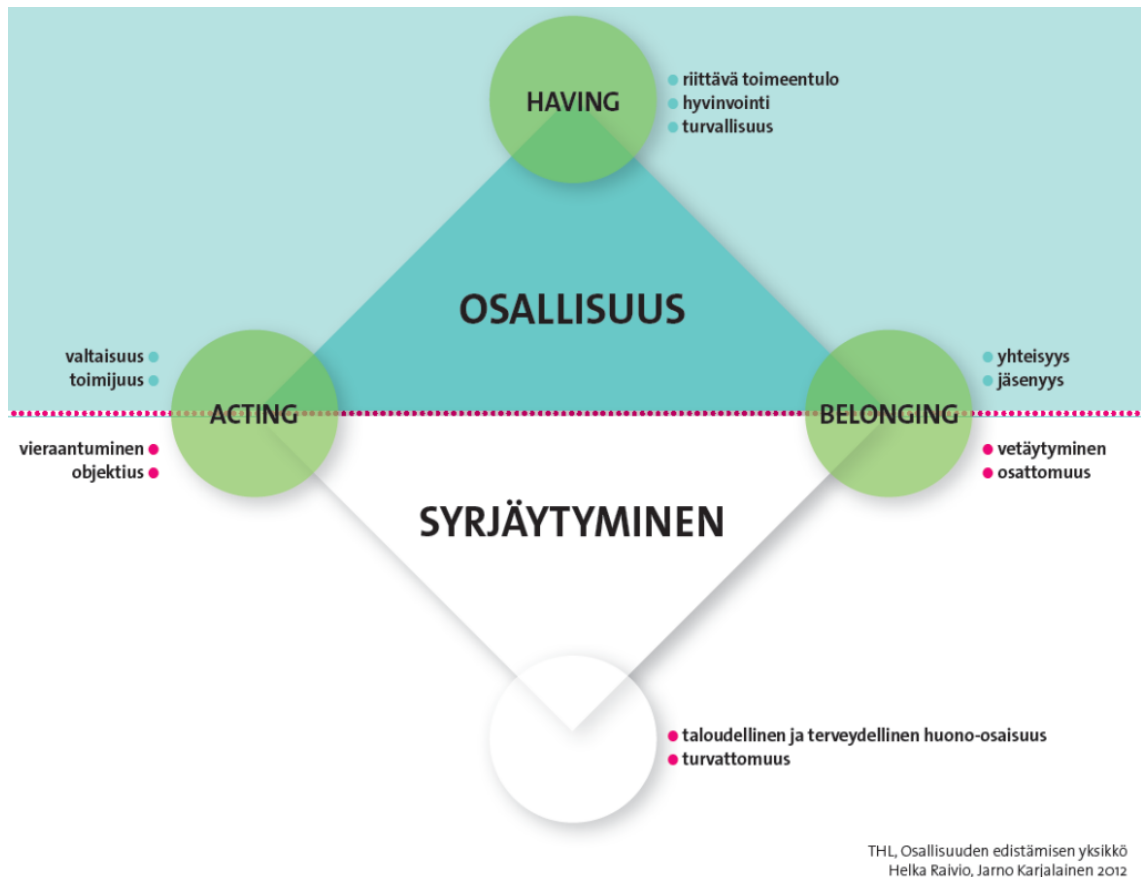 HAVING
riittävä toimeentulo
hyvinvointi
turvallisuus
OSALLISUUS
valtaisuus
toimijuus
yhteisyys
jäsenyys
ACTING
BELONGING
vieraantuminen
objektius
vetäytyminen
osattomuus
SYRJÄYTYMINEN
taloudellinen ja terveydellinen huono-osaisuus
turvattomuus
THL, Osallisuuden edistämisen yksikkö
Helka Raivio, Jarno Karjalainen 2012